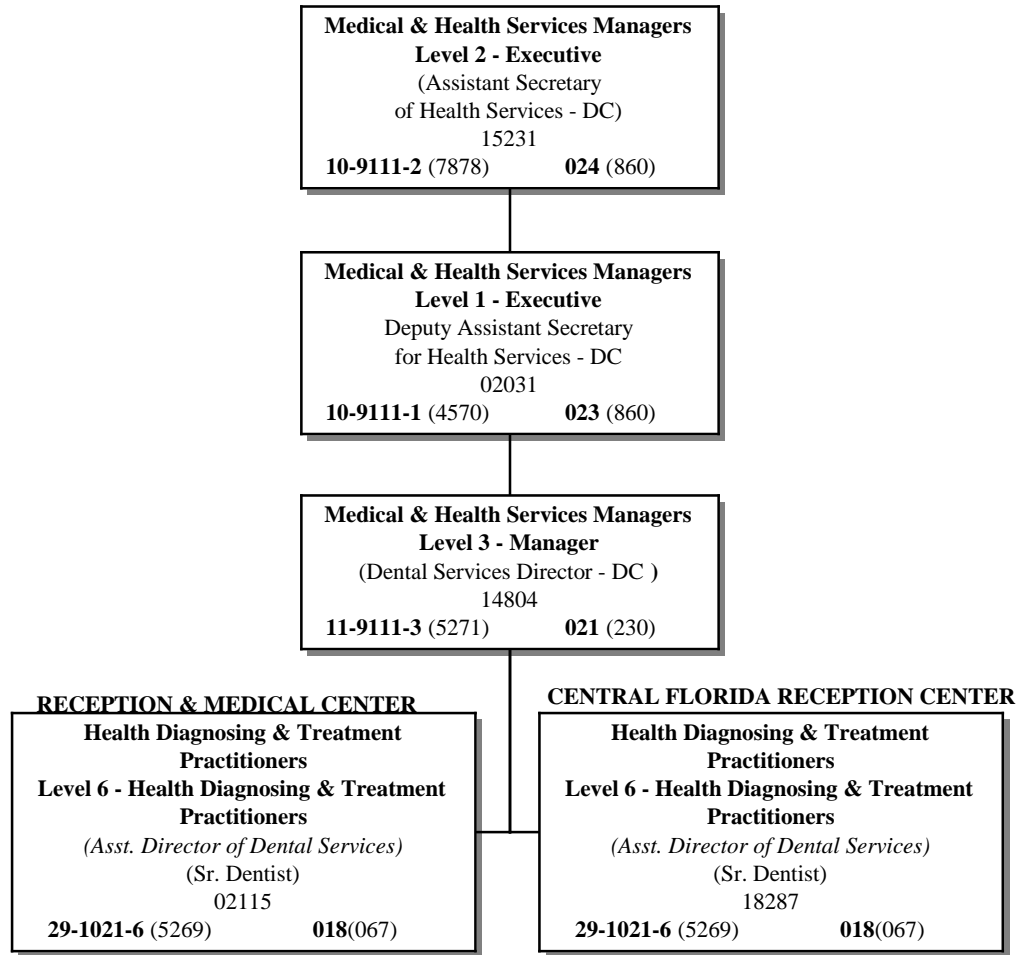 Medical & Health Services Managers
Level 2 - Executive
(Assistant Secretary
of Health Services - DC)
15231
10-9111-2 (7878) 024 (860)
Medical & Health Services Managers
Level 1 - Executive
Deputy Assistant Secretary
for Health Services - DC
02031
10-9111-1 (4570) 023 (860)
Medical & Health Services Managers
Level 3 - Manager
(Dental Services Director - DC )
14804
11-9111-3 (5271) 021 (230)
RECEPTION & MEDICAL CENTER
Health Diagnosing & Treatment
Practitioners
Level 6 - Health Diagnosing & Treatment
Practitioners
(Asst. Director of Dental Services)
(Sr. Dentist)
02115
29-1021-6 (5269) 018(067)
CENTRAL FLORIDA RECEPTION CENTER
Health Diagnosing & Treatment
Practitioners
Level 6 - Health Diagnosing & Treatment
Practitioners
(Asst. Director of Dental Services)
(Sr. Dentist)
18287
29-1021-6 (5269) 018(067)